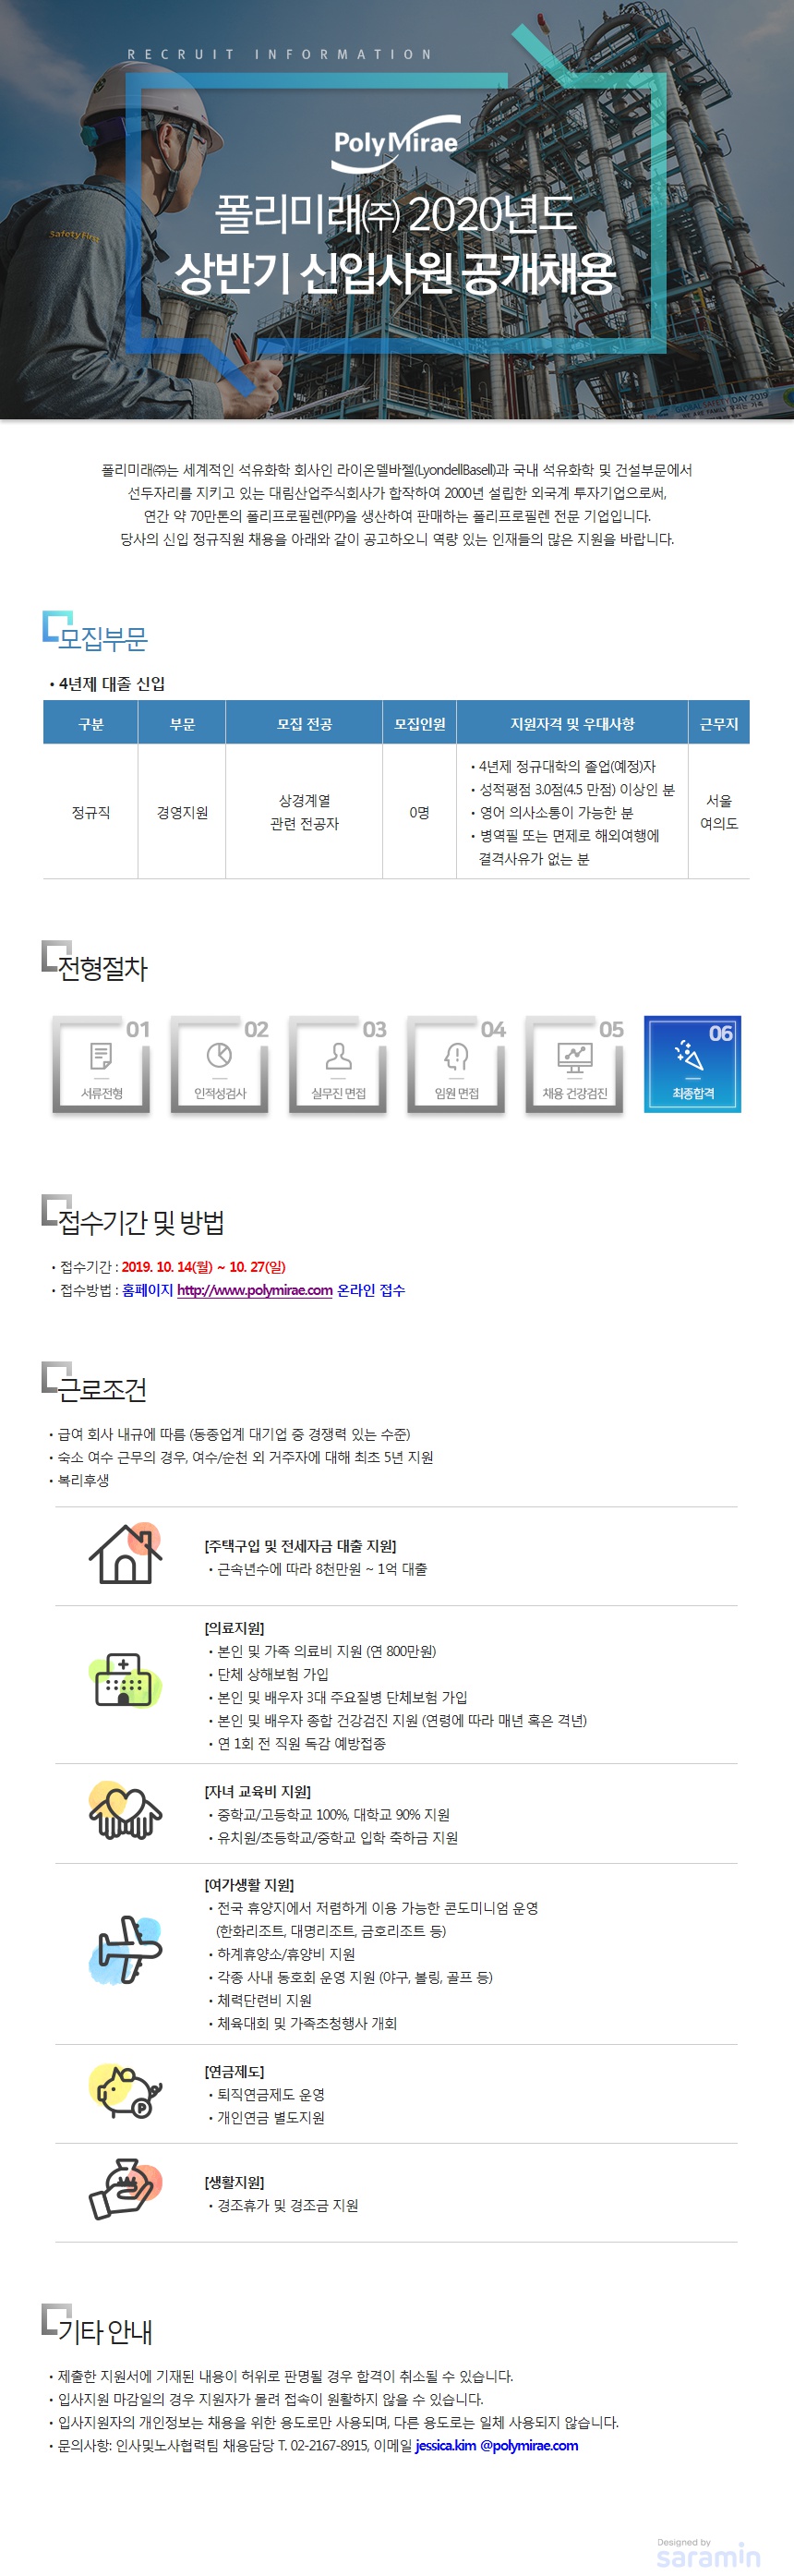 RECRUIT INFORMATION
PolyMirae
폴리미래㈜ 2020년도
상반기 신입사원 공개채용
SafetyFirst
폴리미래㈜는 세계적인 석유화학 회사인 라이온델바젤(LyondellBasell)과 국내 석유화학 및 건설부문에서
선두자리를 지키고 있는 대림산업주식회사가 합작하여 2000년 설립한 외국계 투자기업으로써,
연간 약 70만톤의 폴리프로필렌(PP)을 생산하여 판매하는 폴리프로필렌 전문 기업입니다.
당사의 신입 정규직원 채용을 아래와 같이 공고하오니 역량 있는 인재들의 많은 지원을 바랍니다.
모집부문
• 4년제 대졸 신입
구분 부문 모집 전공 모집인원 지원자격 및 우대사항 근무지
정규직 경영지원 상경계열 관련 전공자 0명
• 4년제 정규대학의 졸업(예정)자
• 성적평점 3.0점(4.5 만점) 이상인 분
• 영어 의사소통이 가능한 분
• 병역필 또는 면제로 해외여행에
결격사유가 없는 분
서울
여의도
전형절차
01 02 03 04 05 06
서류전형 인적성검사 실무진 면접 임원 면접 채용 건강검진 최종합격
접수기간 및 방법
• 접수기간 : 2019. 10. 14(월) ~ 10. 27(일)
• 접수방법 : 홈페이지 http://www.polymirae.com 온라인 접수
근로조건
• 급여 회사 내규에 따름 (동종업계 대기업 중 경쟁력 있는 수준)
• 숙소 여수 근무의 경우, 여수/순천 외 거주자에 대해 최초 5년 지원
• 복리후생
[주택구입 및 전세자금 대출 지원]
• 근속년수에 따라 8천만원 ~ 1억 대출
[의료지원]
• 본인 및 가족 의료비 지원 (연 800만원)
• 단체 상해보험 가입
• 본인 및 배우자 3대 주요질병 단체보험 가입
• 본인 및 배우자 종합 건강검진 지원 (연령에 따라 매년 혹은 격년)
• 연 1회 전 직원 독감 예방접종
[자녀 교육비 지원]
• 중학교/고등학교 100%, 대학교 90% 지원
• 유치원/초등학교/중학교 입학 축하금 지원
[여가생활 지원]
• 전국 휴양지에서 저렴하게 이용 가능한 콘도미니엄 운영
(한화리조트, 대명리조트, 금호리조트 등)
• 하계휴양소/휴양비 지원
• 각종 사내 동호회 운영 지원 (야구, 볼링, 골프 등)
• 체력단련비 지원
• 체육대회 및 가족초청행사 개회
[연금제도]
• 퇴직연금제도 운영
• 개인연금 별도지원
[생활지원]
• 경조휴가 및 경조금 지원
기타 안내
• 제출한 지원서에 기재된 내용이 허위로 판명될 경우 합격이 취소될 수 있습니다.
• 입사지원 마감일의 경우 지원자가 몰려 접속이 원활하지 않을 수 있습니다.
• 입사지원자의 개인정보는 채용을 위한 용도로만 사용되며, 다른 용도로는 일체 사용되지 않습니다.
• 문의사항: 인사및노사협력팀 채용담당 T. 02-2167-8915, 이메일 jessica.kim @polymirae.com
Designed by
saramin